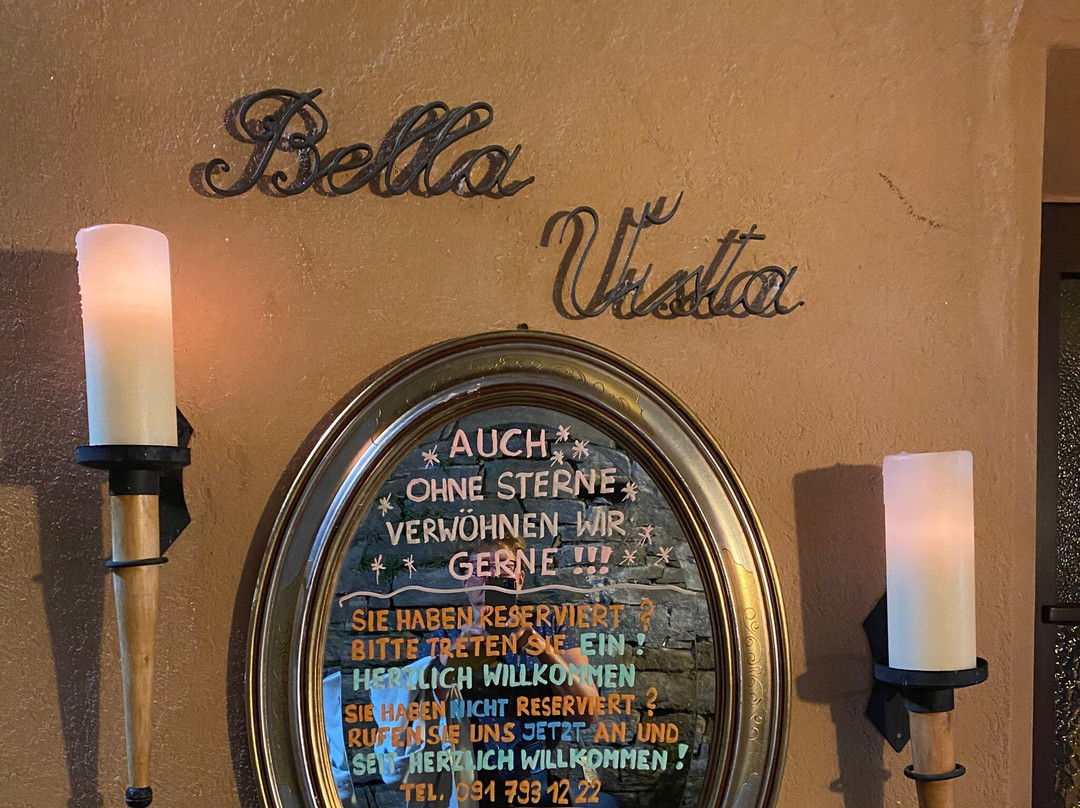 Bella
Vista
AUCH
OHNE STERNE
VERWÖHNEN WIR
GERNE !!!
SIE HABEN RESERVIERT ?
BITTE TRETEN SIE EIN !
HERZLICH WILLKOMMEN
SIE HABEN NICHT RESERVIERT ?
RUFEN SIE UNS JETZT AN UND
SEIT HERZLICH WILLKOMMEN !
TEL. 091 793 12 22